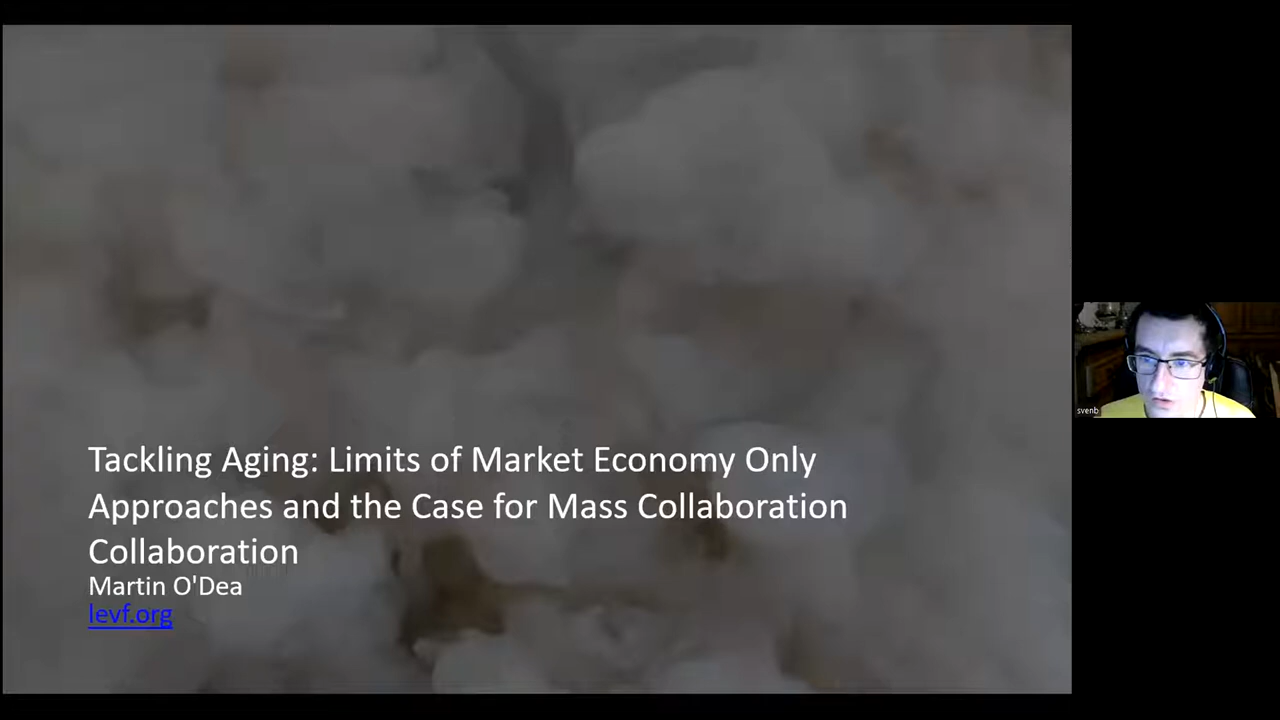 Tackling Aging: Limits of Market Economy Only
Approaches and the Case for Mass Collaboration
Collaboration
Martin O'Dea
levf.org
svenb